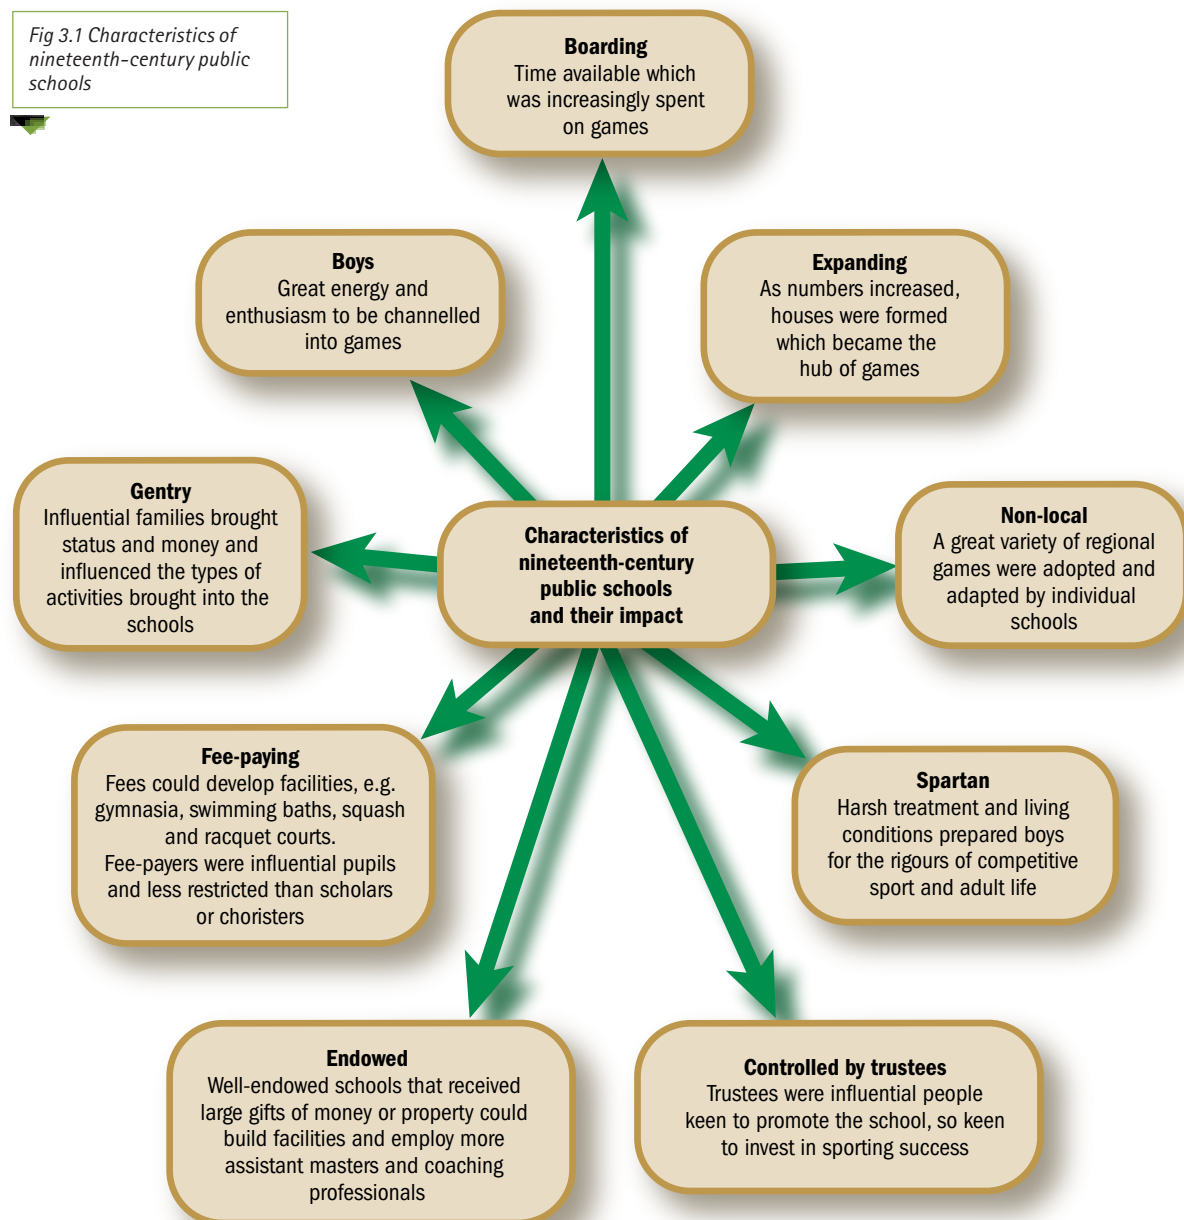 Fig 3.1 Characteristics of
nineteenth-century public
schools
Boarding
Time available which
was increasingly spent
on games
Boys
Great energy and
enthusiasm to be channelled
into games
Expanding
As numbers increased,
houses were formed
which became the
hub of games
Gentry
Influential families brought
status and money and
influenced the types of
activities brought into the
schools
Characteristics of
nineteenth-century
public schools
and their impact
Non-local
A great variety of regional
games were adopted and
adapted by individual
schools
Fee-paying
Fees could develop facilities, e.g.
gymnasia, swimming baths, squash
and racquet courts.
Fee-payers were influential pupils
and less restricted than scholars
or choristers
Spartan
Harsh treatment and living
conditions prepared boys
for the rigours of competitive
sport and adult life
Endowed
Well-endowed schools that received
large gifts of money or property could
build facilities and employ more
assistant masters and coaching
professionals
Controlled by trustees
Trustees were influential people
keen to promote the school, so keen
to invest in sporting success